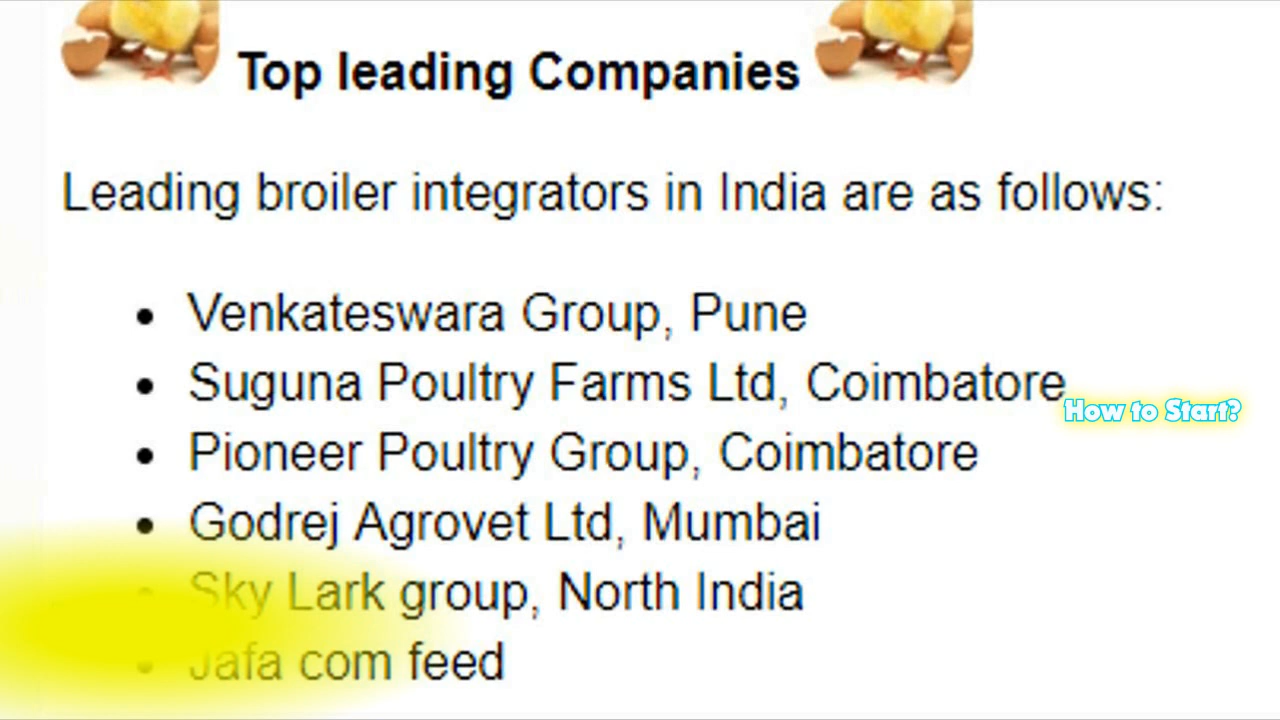 Top leading Companies
Leading broiler integrators in India are as follows:
• Venkateswara Group, Pune
• Suguna Poultry Farms Ltd, Coimbatore
How to Start?
• Pioneer Poultry Group, Coimbatore
• Godrej Agrovet Ltd, Mumbai
• Sky Lark group, North India
• Jafa com feed